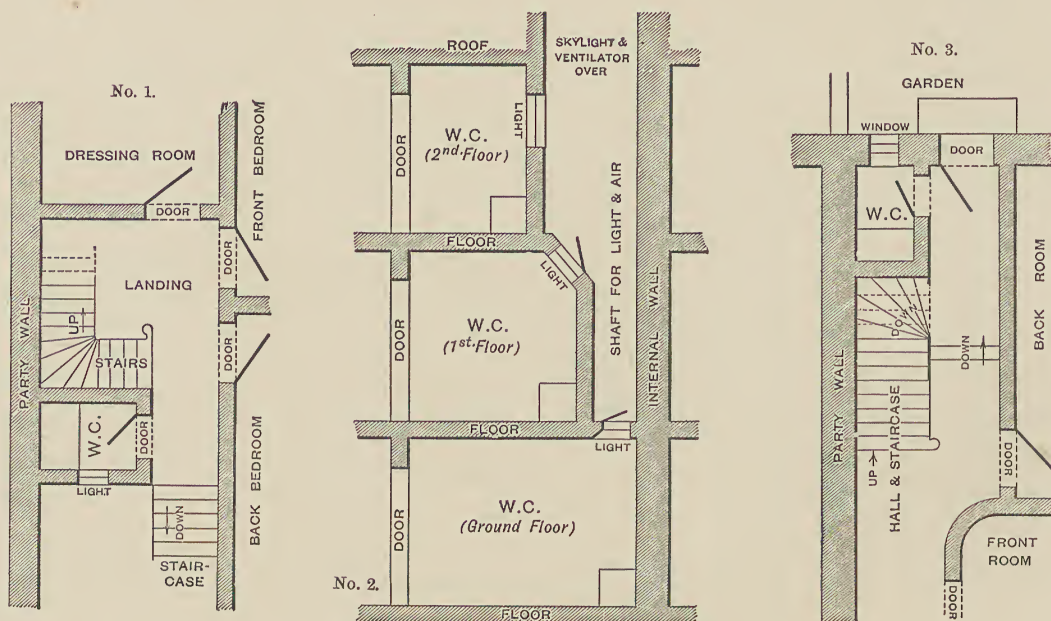 No. 1.
DRESSING ROOM
DOOR
FRONT BEDROOM
DOOR
LANDING
UP
STAIRS
DOOR
PARTY WALL
W.C.
DOOR
LIGHT
BACK BEDROOM
DOWN
STAIR-
CASE
No. 2.
ROOF
SKYLIGHT &
VENTILATOR
OVER
DOOR
W.C.
(2nd Floor)
LIGHT
FLOOR
LIGHT
SHAFT FOR LIGHT & AIR
INTERNAL WALL
DOOR
W.C.
(1st Floor)
FLOOR
LIGHT
DOOR
W.C.
(Ground Floor)
FLOOR
No. 3.
GARDEN
WINDOW
DOOR
W.C.
BACK ROOM
DOWN
DOWN
PARTY WALL
UP
HALL & STAIRCASE
DOOR
FRONT
ROOM
DOOR